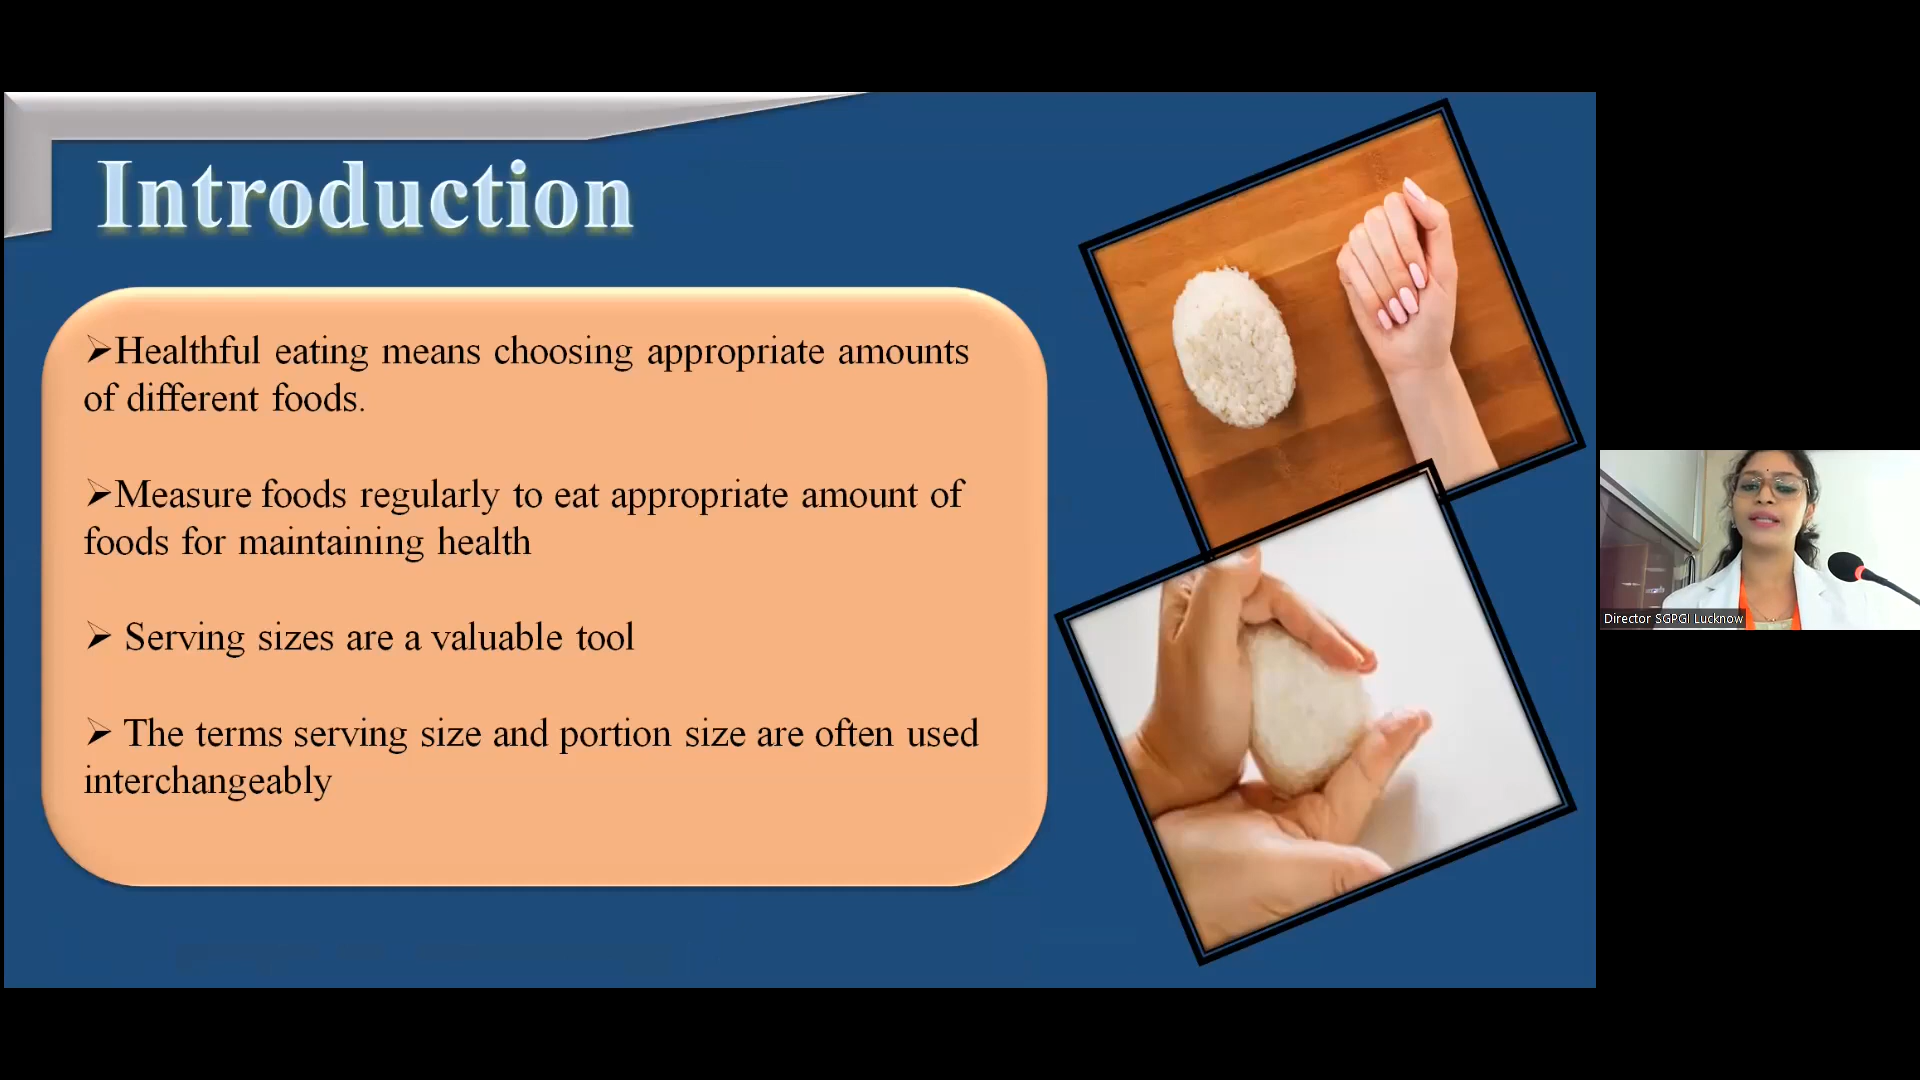 Introduction
➢Healthful eating means choosing appropriate amounts
of different foods.
➢Measure foods regularly to eat appropriate amount of
foods for maintaining health
➢ Serving sizes are a valuable tool
➢ The terms serving size and portion size are often used
interchangeably
Director SGPGI Lucknow